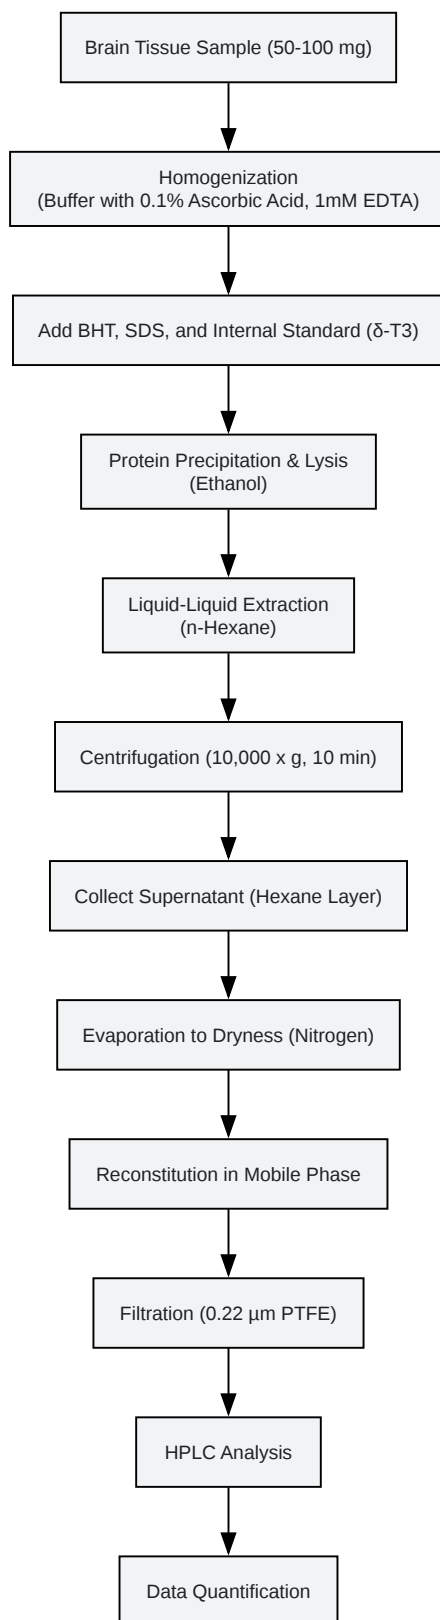 Brain Tissue Sample (50-100 mg)
Homogenization
(Buffer with 0.1% Ascorbic Acid, 1mM EDTA)
Add BHT, SDS, and Internal Standard (δ-T3)
Protein Precipitation & Lysis
(Ethanol)
Liquid-Liquid Extraction
(n-Hexane)
Centrifugation (10,000 x g, 10 min)
Collect Supernatant (Hexane Layer)
Evaporation to Dryness (Nitrogen)
Reconstitution in Mobile Phase
Filtration (0.22 µm PTFE)
HPLC Analysis
Data Quantification